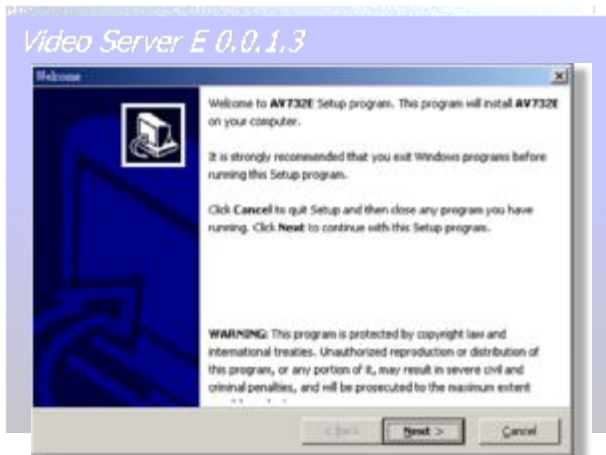 Video Server E 0.0.1.3
Welcome
Welcome to AV732E Setup program. This program will install AV732E
on your computer.
It is strongly recommended that you exit Windows programs before
running this Setup program.
Click Cancel to quit Setup and then close any program you have
running. Click Next to continue with this Setup program.
WARNING: This program is protected by copyright law and
international treaties. Unauthorized reproduction or distribution of
this program, or any portion of it, may result in severe civil and
criminal penalties, and will be prosecuted to the maximum extent
< Back Next > Cancel